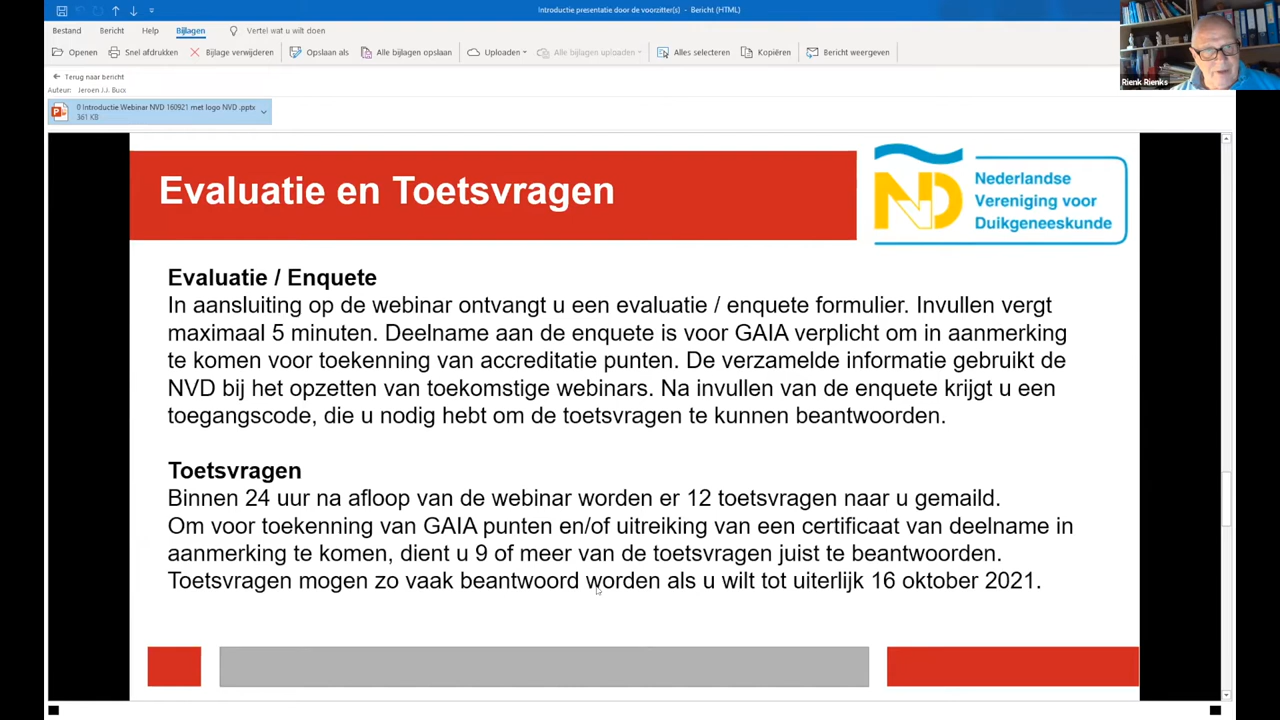 Introductie presentatie door de voorzitter(s) - Bericht (HTML)
Bestand Bericht Help Bijlagen Vertel wat u wilt doen
Openen Snel afdrukken Bijlage verwijderen Opslaan als Alle bijlagen opslaan Uploaden Alle bijlagen uploaden Alles selecteren Kopiëren Bericht weergeven
Rienk Rienks
Terug naar bericht
Auteur: Jeroen J.J. Bucx
0 Introductie Webinar NVD 160921 met logo NVD .pptx
361 KB
Evaluatie en Toetsvragen
NVD
Nederlandse
Vereniging voor
Duikgeneeskunde
Evaluatie / Enquete
In aansluiting op de webinar ontvangt u een evaluatie / enquete formulier. Invullen vergt
maximaal 5 minuten. Deelname aan de enquete is voor GAIA verplicht om in aanmerking
te komen voor toekenning van accreditatie punten. De verzamelde informatie gebruikt de
NVD bij het opzetten van toekomstige webinars. Na invullen van de enquete krijgt u een
toegangscode, die u nodig hebt om de toetsvragen te kunnen beantwoorden.
Toetsvragen
Binnen 24 uur na afloop van de webinar worden er 12 toetsvragen naar u gemaild.
Om voor toekenning van GAIA punten en/of uitreiking van een certificaat van deelname in
aanmerking te komen, dient u 9 of meer van de toetsvragen juist te beantwoorden.
Toetsvragen mogen zo vaak beantwoord worden als u wilt tot uiterlijk 16 oktober 2021.